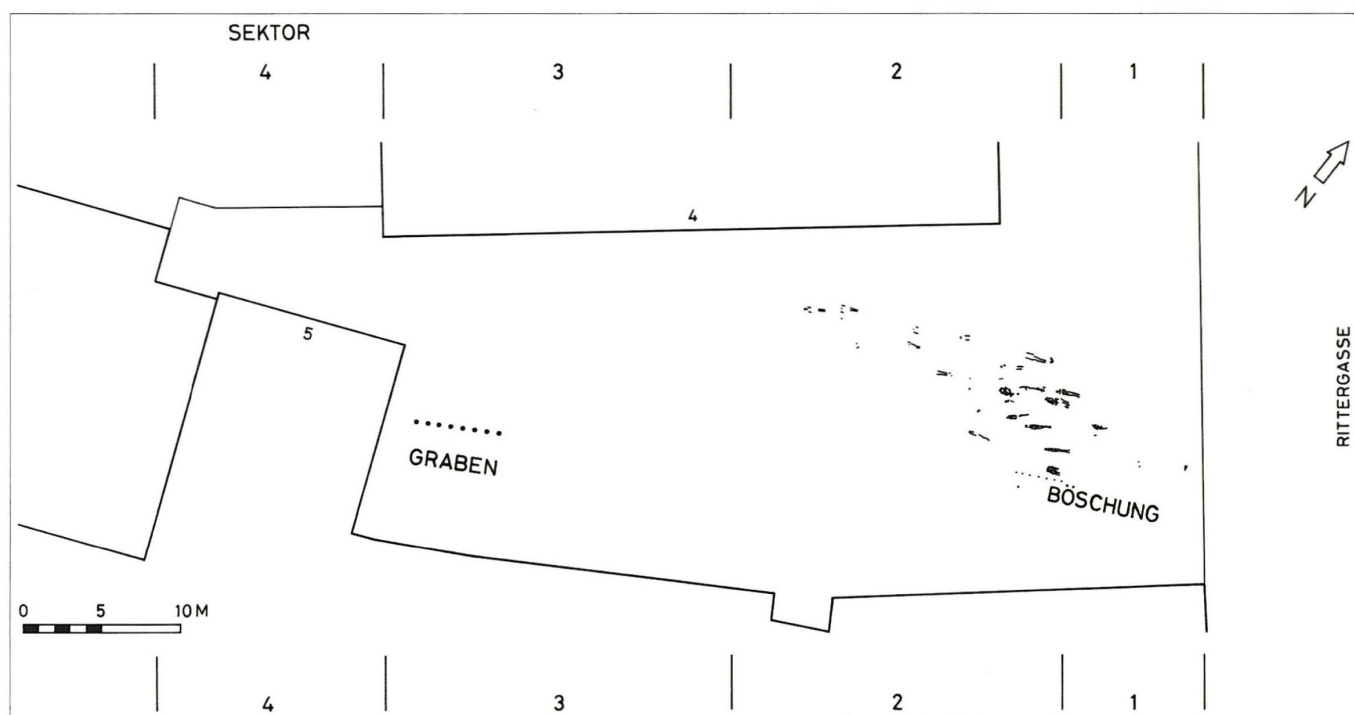 SEKTOR
4 3 2 1
N
4
5
RITTERGASSE
GRABEN
BÖSCHUNG
0 5 10 M
4 3 2 1